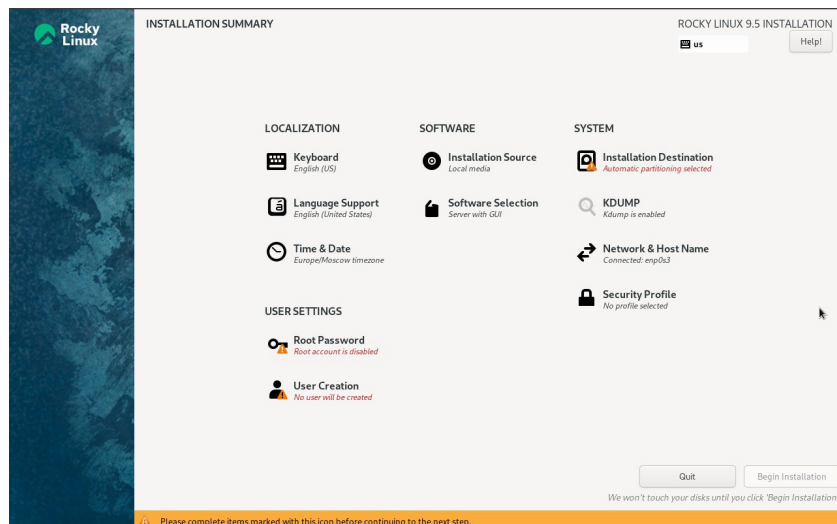 Rocky
Linux
INSTALLATION SUMMARY
ROCKY LINUX 9.5 INSTALLATION
us
Help!
LOCALIZATION
Keyboard
English (US)
Language Support
English (United States)
Time & Date
Europe/Moscow timezone
SOFTWARE
Installation Source
Local media
Software Selection
Server with GUI
SYSTEM
Installation Destination
Automatic partitioning selected
KDUMP
Kdump is enabled
Network & Host Name
Connected: enp0s3
Security Profile
No profile selected
USER SETTINGS
Root Password
Root account is disabled
User Creation
No user will be created
Quit
Begin Installation
We won't touch your disks until you click 'Begin Installation
Please complete items marked with this icon before continuing to the next step.